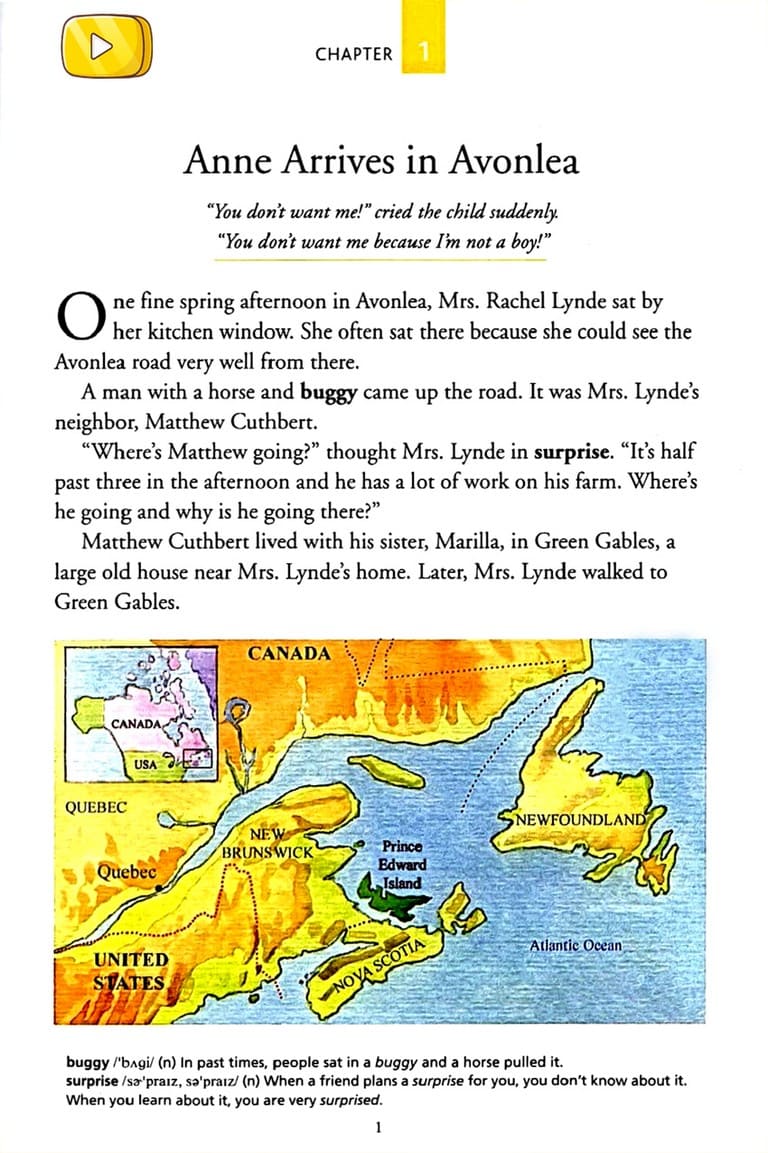 CHAPTER 1
Anne Arrives in Avonlea
“You don’t want me!” cried the child suddenly.
“You don’t want me because I’m not a boy!”
One fine spring afternoon in Avonlea, Mrs. Rachel Lynde sat by
her kitchen window. She often sat there because she could see the
Avonlea road very well from there.
A man with a horse and buggy came up the road. It was Mrs. Lynde’s
neighbor, Matthew Cuthbert.
“Where’s Matthew going?” thought Mrs. Lynde in surprise. “It’s half
past three in the afternoon and he has a lot of work on his farm. Where’s
he going and why is he going there?”
Matthew Cuthbert lived with his sister, Marilla, in Green Gables, a
large old house near Mrs. Lynde’s home. Later, Mrs. Lynde walked to
Green Gables.
CANADA
CANADA
USA
QUEBEC
Quebec
NEW
BRUNSWICK
Prince
Edward
Island
NEWFOUNDLAND
UNITED
STATES
NOVA SCOTIA
Atlantic Ocean
buggy /ˈbʌgi/ (n) In past times, people sat in a buggy and a horse pulled it.
surprise /sɚˈpraɪz, səˈpraɪz/ (n) When a friend plans a surprise for you, you don’t know about it.
When you learn about it, you are very surprised.
1